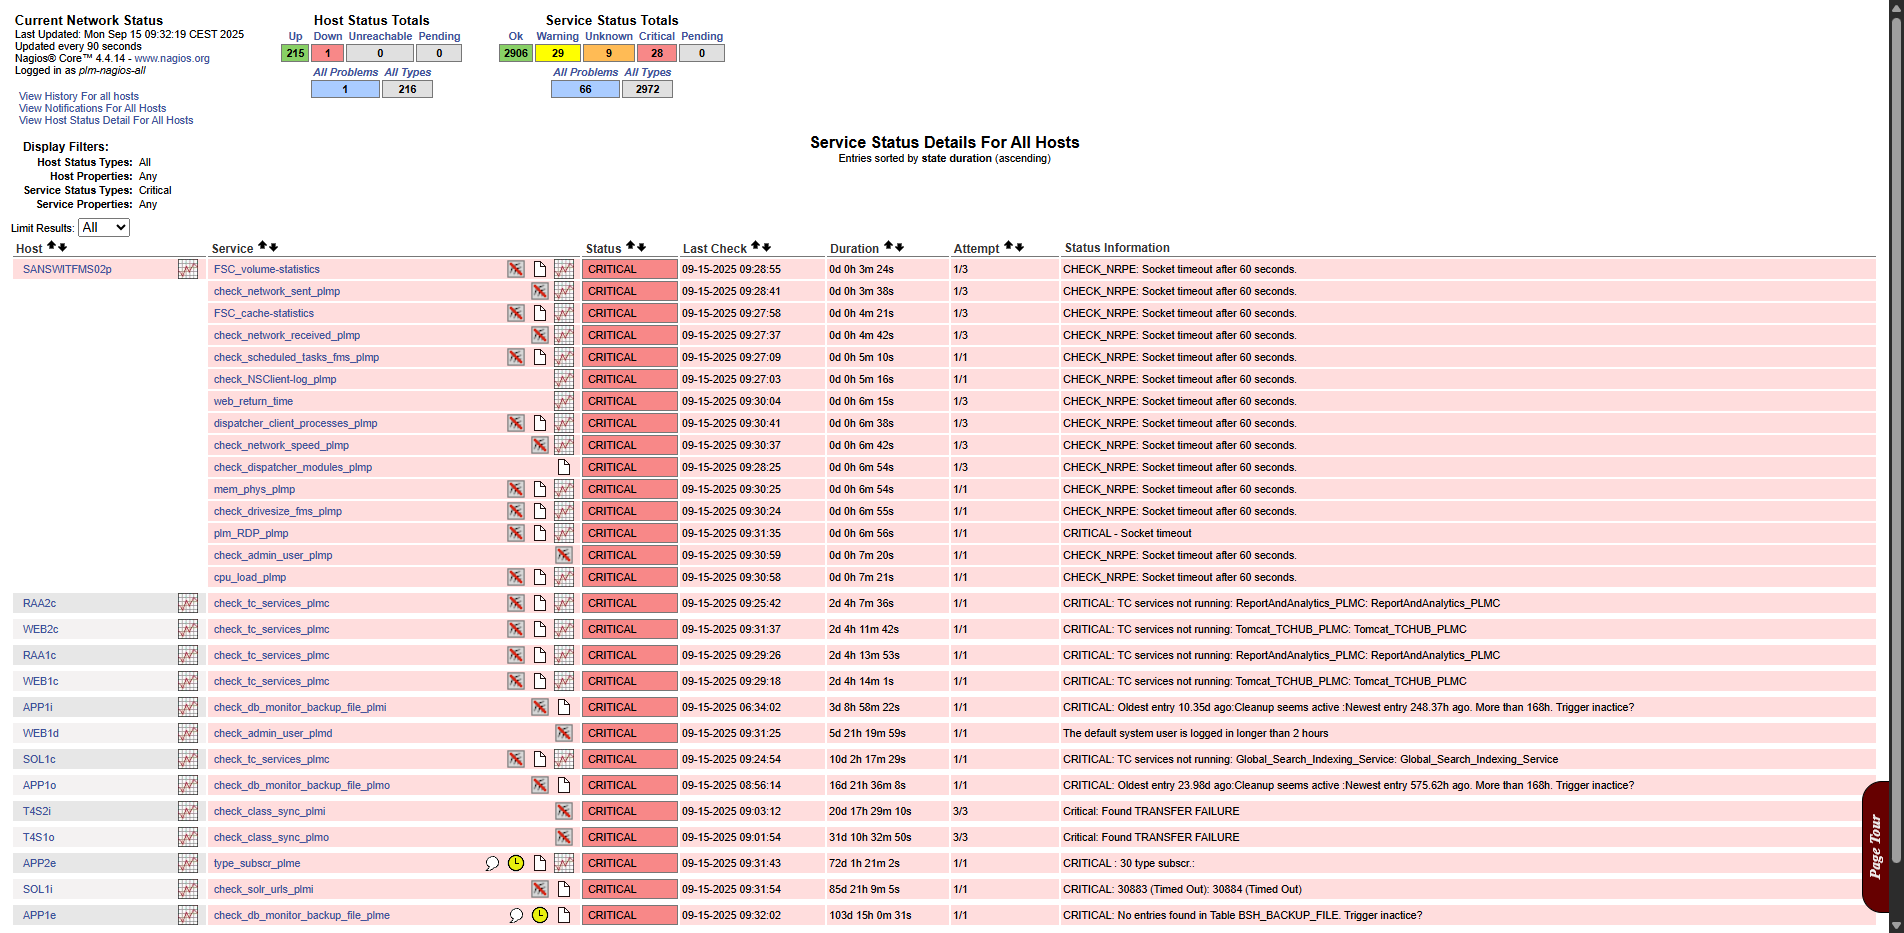 Current Network Status
Last Updated: Mon Sep 15 09:32:19 CEST 2025
Updated every 90 seconds
Nagios® Core™ 4.4.14 - www.nagios.org
Logged in as plm-nagios-all
View History For all hosts
View Notifications For All Hosts
View Host Status Detail For All Hosts
Host Status Totals
Up Down Unreachable Pending
215 1 0 0
All Problems All Types
1 216
Service Status Totals
Ok Warning Unknown Critical Pending
2906 29 9 28 0
All Problems All Types
66 2972
Display Filters:
Host Status Types: All
Host Properties: Any
Service Status Types: Critical
Service Properties: Any
Service Status Details For All Hosts
Entries sorted by state duration (ascending)
Limit Results: All
Host Service Status Last Check Duration Attempt Status Information
SANSWITFMS02p FSC_volume-statistics CRITICAL 09-15-2025 09:28:55 0d 0h 3m 24s 1/3 CHECK_NRPE: Socket timeout after 60 seconds.
check_network_sent_plmp CRITICAL 09-15-2025 09:28:41 0d 0h 3m 38s 1/3 CHECK_NRPE: Socket timeout after 60 seconds.
FSC_cache-statistics CRITICAL 09-15-2025 09:27:58 0d 0h 4m 21s 1/3 CHECK_NRPE: Socket timeout after 60 seconds.
check_network_received_plmp CRITICAL 09-15-2025 09:27:37 0d 0h 4m 42s 1/3 CHECK_NRPE: Socket timeout after 60 seconds.
check_scheduled_tasks_fms_plmp CRITICAL 09-15-2025 09:27:09 0d 0h 5m 10s 1/1 CHECK_NRPE: Socket timeout after 60 seconds.
check_NSClient-log_plmp CRITICAL 09-15-2025 09:27:03 0d 0h 5m 16s 1/1 CHECK_NRPE: Socket timeout after 60 seconds.
web_return_time CRITICAL 09-15-2025 09:30:04 0d 0h 6m 15s 1/3 CHECK_NRPE: Socket timeout after 60 seconds.
dispatcher_client_processes_plmp CRITICAL 09-15-2025 09:30:41 0d 0h 6m 38s 1/3 CHECK_NRPE: Socket timeout after 60 seconds.
check_network_speed_plmp CRITICAL 09-15-2025 09:30:37 0d 0h 6m 42s 1/3 CHECK_NRPE: Socket timeout after 60 seconds.
check_dispatcher_modules_plmp CRITICAL 09-15-2025 09:28:25 0d 0h 6m 54s 1/3 CHECK_NRPE: Socket timeout after 60 seconds.
mem_phys_plmp CRITICAL 09-15-2025 09:30:25 0d 0h 6m 54s 1/1 CHECK_NRPE: Socket timeout after 60 seconds.
check_drivesize_fms_plmp CRITICAL 09-15-2025 09:30:24 0d 0h 6m 55s 1/1 CHECK_NRPE: Socket timeout after 60 seconds.
plm_RDP_plmp CRITICAL 09-15-2025 09:31:35 0d 0h 6m 56s 1/1 CRITICAL - Socket timeout
check_admin_user_plmp CRITICAL 09-15-2025 09:30:59 0d 0h 7m 20s 1/1 CHECK_NRPE: Socket timeout after 60 seconds.
cpu_load_plmp CRITICAL 09-15-2025 09:30:58 0d 0h 7m 21s 1/1 CHECK_NRPE: Socket timeout after 60 seconds.
RAA2c check_tc_services_plmc CRITICAL 09-15-2025 09:25:42 2d 4h 7m 36s 1/1 CRITICAL: TC services not running: ReportAndAnalytics_PLMC: ReportAndAnalytics_PLMC
WEB2c check_tc_services_plmc CRITICAL 09-15-2025 09:31:37 2d 4h 11m 42s 1/1 CRITICAL: TC services not running: Tomcat_TCHUB_PLMC: Tomcat_TCHUB_PLMC
RAA1c check_tc_services_plmc CRITICAL 09-15-2025 09:29:26 2d 4h 13m 53s 1/1 CRITICAL: TC services not running: ReportAndAnalytics_PLMC: ReportAndAnalytics_PLMC
WEB1c check_tc_services_plmc CRITICAL 09-15-2025 09:29:18 2d 4h 14m 1s 1/1 CRITICAL: TC services not running: Tomcat_TCHUB_PLMC: Tomcat_TCHUB_PLMC
APP1i check_db_monitor_backup_file_plmi CRITICAL 09-15-2025 06:34:02 3d 8h 58m 22s 1/1 CRITICAL: Oldest entry 10.35d ago:Cleanup seems active :Newest entry 248.37h ago. More than 168h. Trigger inactice?
WEB1d check_admin_user_plmd CRITICAL 09-15-2025 09:31:25 5d 21h 19m 59s 1/1 The default system user is logged in longer than 2 hours
SOL1c check_tc_services_plmc CRITICAL 09-15-2025 09:24:54 10d 2h 17m 29s 1/1 CRITICAL: TC services not running: Global_Search_Indexing_Service: Global_Search_Indexing_Service
APP1o check_db_monitor_backup_file_plmo CRITICAL 09-15-2025 08:56:14 16d 21h 36m 8s 1/1 CRITICAL: Oldest entry 23.98d ago:Cleanup seems active :Newest entry 575.62h ago. More than 168h. Trigger inactice?
T4S2i check_class_sync_plmi CRITICAL 09-15-2025 09:03:12 20d 17h 29m 10s 3/3 Critical: Found TRANSFER FAILURE
T4S1o check_class_sync_plmo CRITICAL 09-15-2025 09:01:54 31d 10h 32m 50s 3/3 Critical: Found TRANSFER FAILURE
APP2e type_subscr_plme CRITICAL 09-15-2025 09:31:43 72d 1h 21m 2s 1/1 CRITICAL : 30 type subscr.:
SOL1i check_solr_urls_plmi CRITICAL 09-15-2025 09:31:54 85d 21h 9m 5s 1/1 CRITICAL: 30883 (Timed Out): 30884 (Timed Out)
APP1e check_db_monitor_backup_file_plme CRITICAL 09-15-2025 09:32:02 103d 15h 0m 31s 1/1 CRITICAL: No entries found in Table BSH_BACKUP_FILE. Trigger inactice?
Page Tour